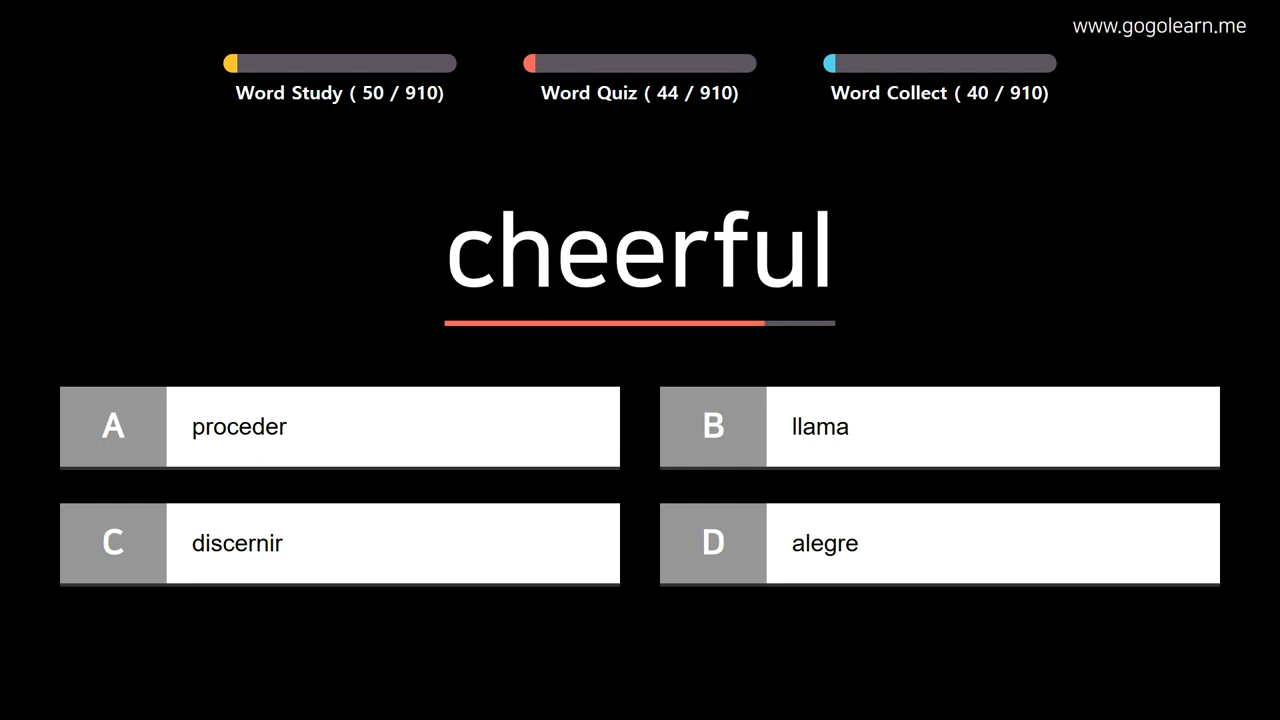 www.gogolearn.me
Word Study ( 50 / 910)
Word Quiz ( 44 / 910)
Word Collect ( 40 / 910)
cheerful
A proceder
B llama
C discernir
D alegre